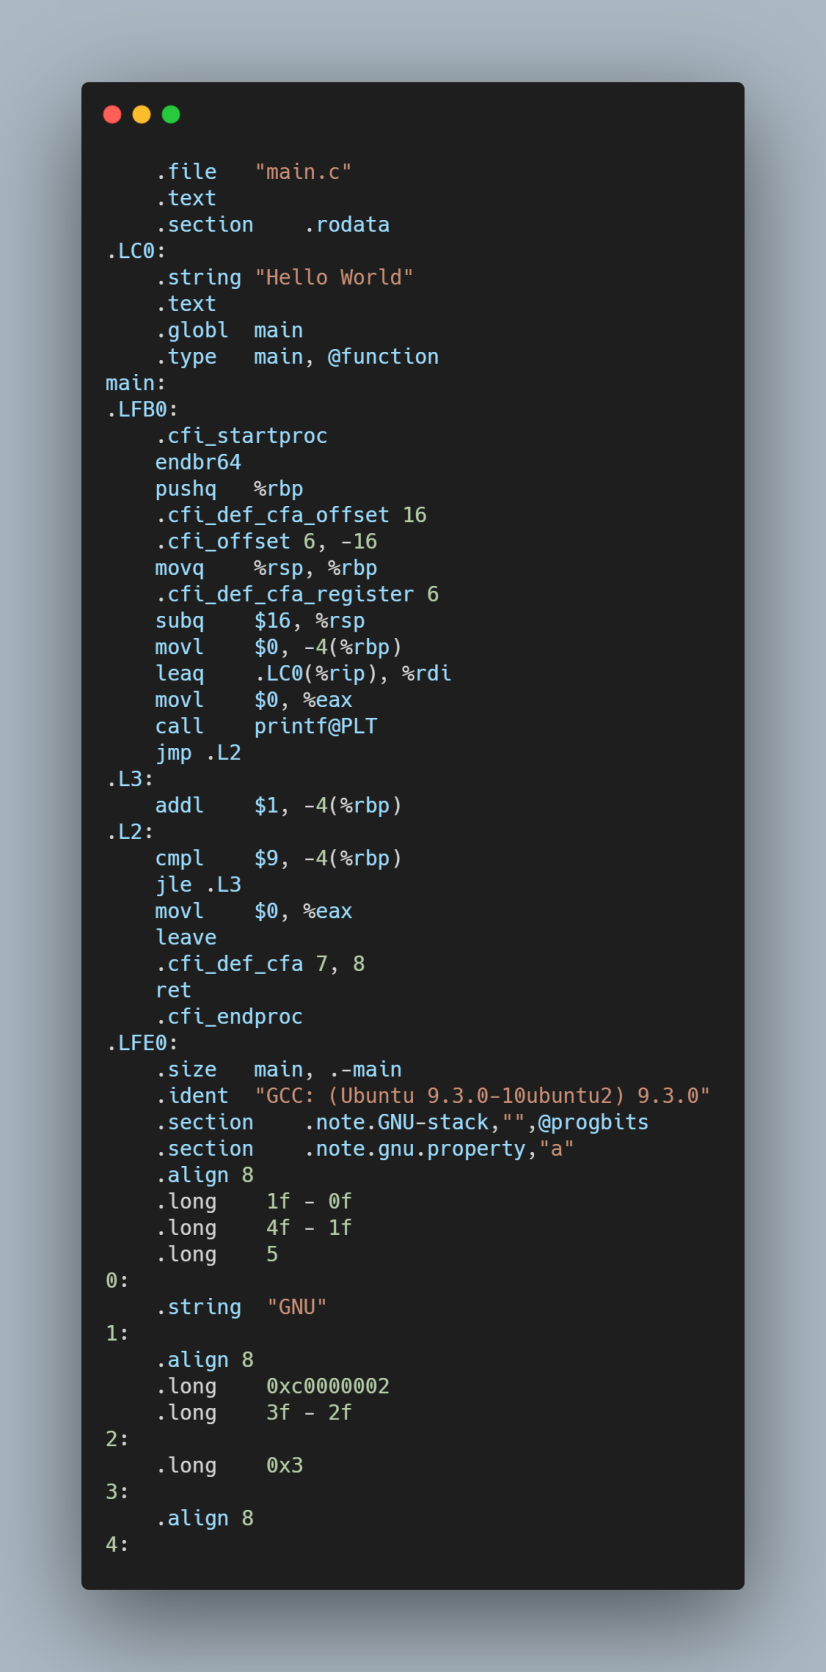 .file   "main.c"
    .text
    .section    .rodata
.LC0:
    .string "Hello World"
    .text
    .globl  main
    .type   main, @function
main:
.LFB0:
    .cfi_startproc
    endbr64
    pushq   %rbp
    .cfi_def_cfa_offset 16
    .cfi_offset 6, -16
    movq    %rsp, %rbp
    .cfi_def_cfa_register 6
    subq    $16, %rsp
    movl    $0, -4(%rbp)
    leaq    .LC0(%rip), %rdi
    movl    $0, %eax
    call    printf@PLT
    jmp .L2
.L3:
    addl    $1, -4(%rbp)
.L2:
    cmpl    $9, -4(%rbp)
    jle .L3
    movl    $0, %eax
    leave
    .cfi_def_cfa 7, 8
    ret
    .cfi_endproc
.LFE0:
    .size   main, .-main
    .ident  "GCC: (Ubuntu 9.3.0-10ubuntu2) 9.3.0"
    .section    .note.GNU-stack,"",@progbits
    .section    .note.gnu.property,"a"
    .align 8
    .long    1f - 0f
    .long    4f - 1f
    .long    5
0:
    .string  "GNU"
1:
    .align 8
    .long    0xc0000002
    .long    3f - 2f
2:
    .long    0x3
3:
    .align 8
4: